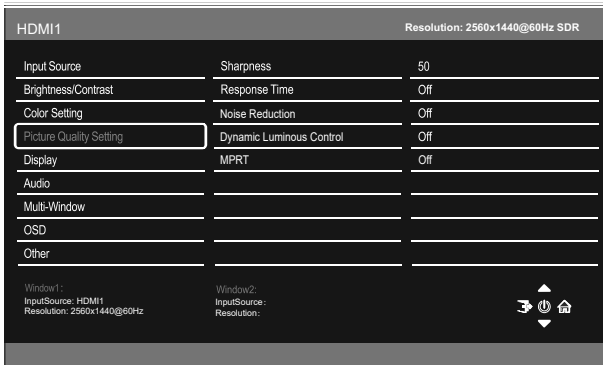 HDMI1 Resolution: 2560x1440@60Hz SDR
Input Source Sharpness 50
Brightness/Contrast Response Time Off
Color Setting Noise Reduction Off
Picture Quality Setting Dynamic Luminous Control Off
Display MPRT Off
Audio
Multi-Window
OSD
Other
Window1: Window2:
InputSource: HDMI1 InputSource:
Resolution: 2560x1440@60Hz Resolution: